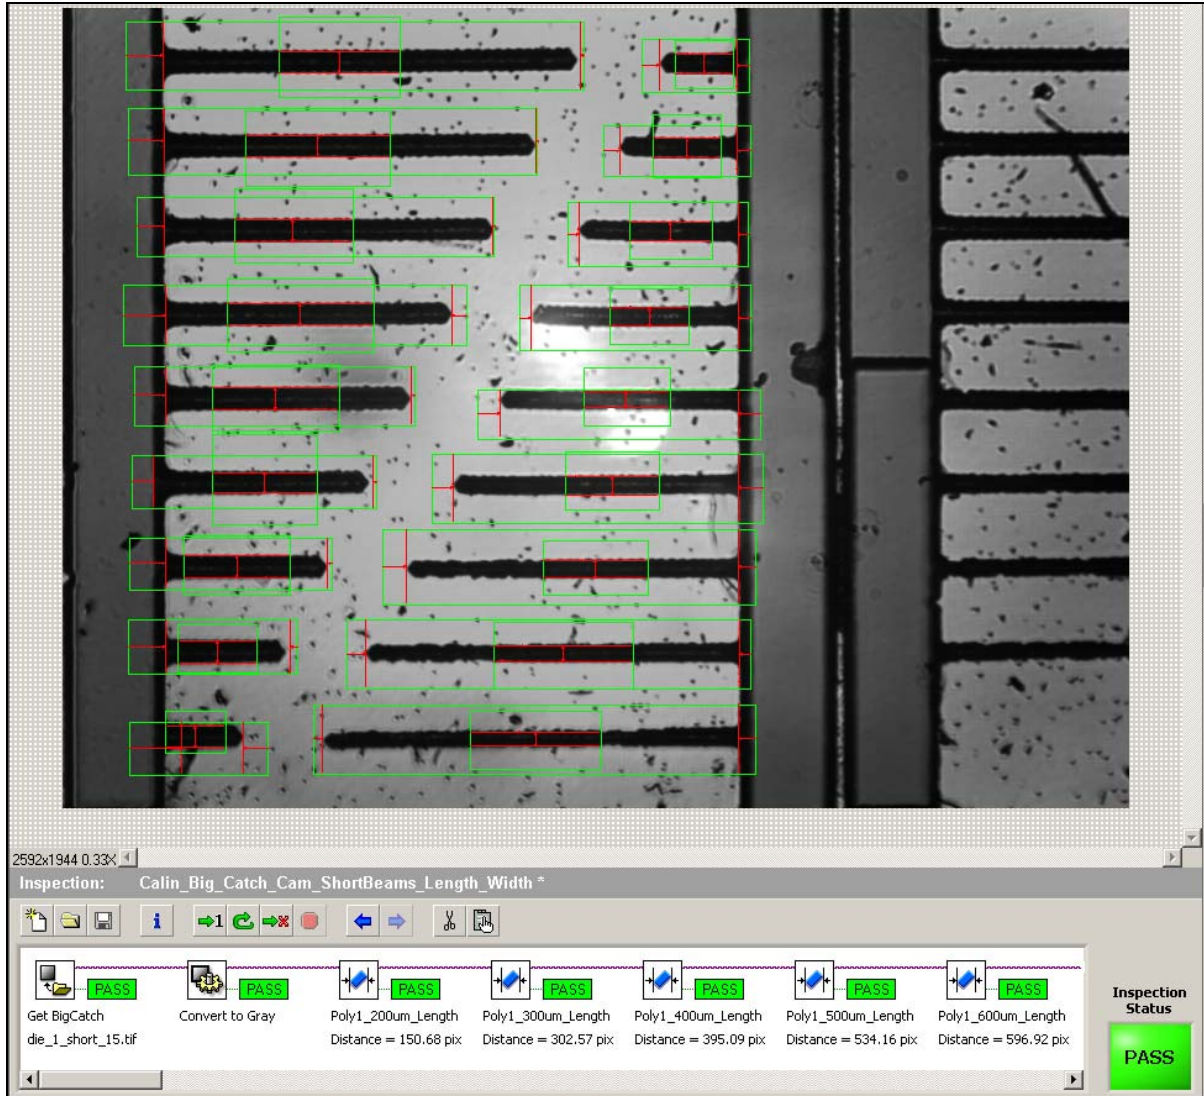 2592x1944 0.33X
Inspection: Calin_Big_Catch_Cam_ShortBeams_Length_Width *
i 1
PASS PASS PASS PASS PASS PASS PASS
Get BigCatch Convert to Gray Poly1_200um_Length Poly1_300um_Length Poly1_400um_Length Poly1_500um_Length Poly1_600um_Length
die_1_short_15.tif Distance = 150.68 pix Distance = 302.57 pix Distance = 395.09 pix Distance = 534.16 pix Distance = 596.92 pix
Inspection
Status
PASS